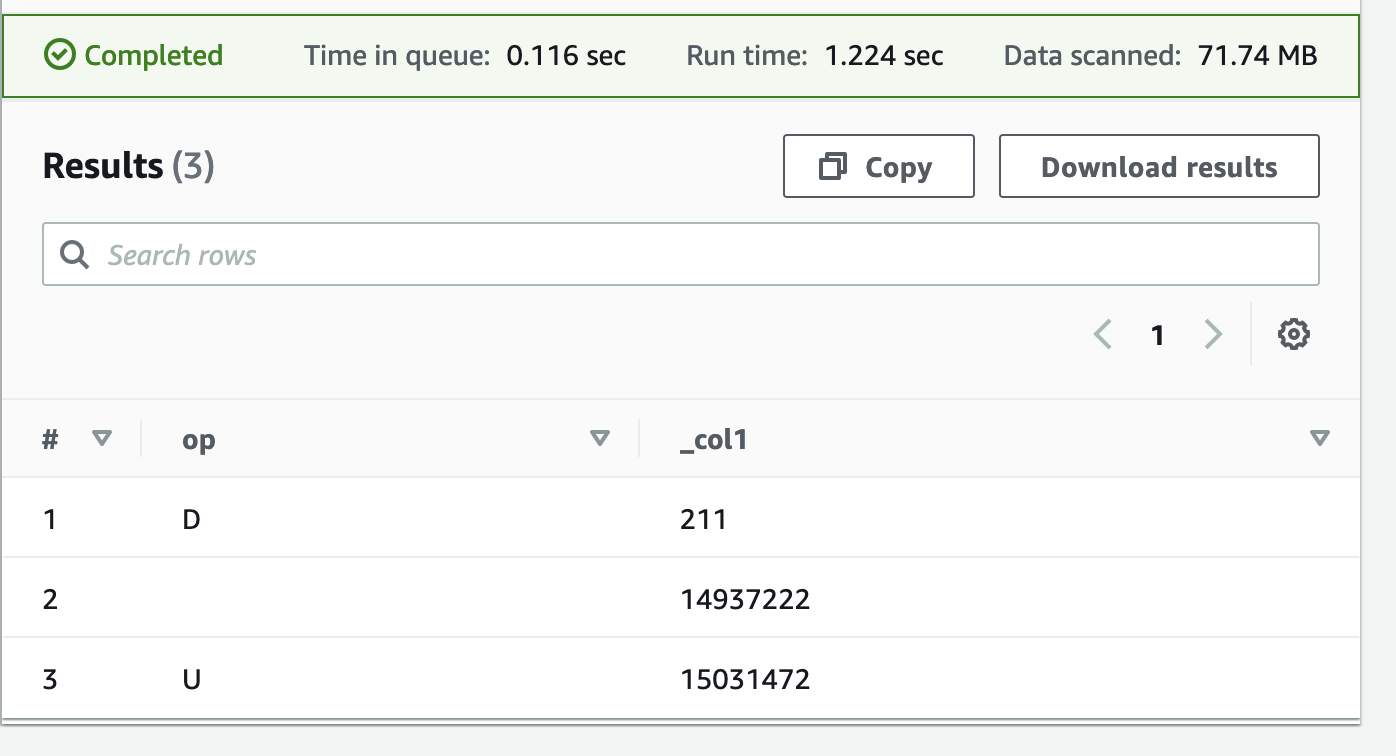 Completed Time in queue: 0.116 sec Run time: 1.224 sec Data scanned: 71.74 MB
Results (3) Copy Download results
Search rows
1
# op _col1
1 D 211
2 14937222
3 U 15031472